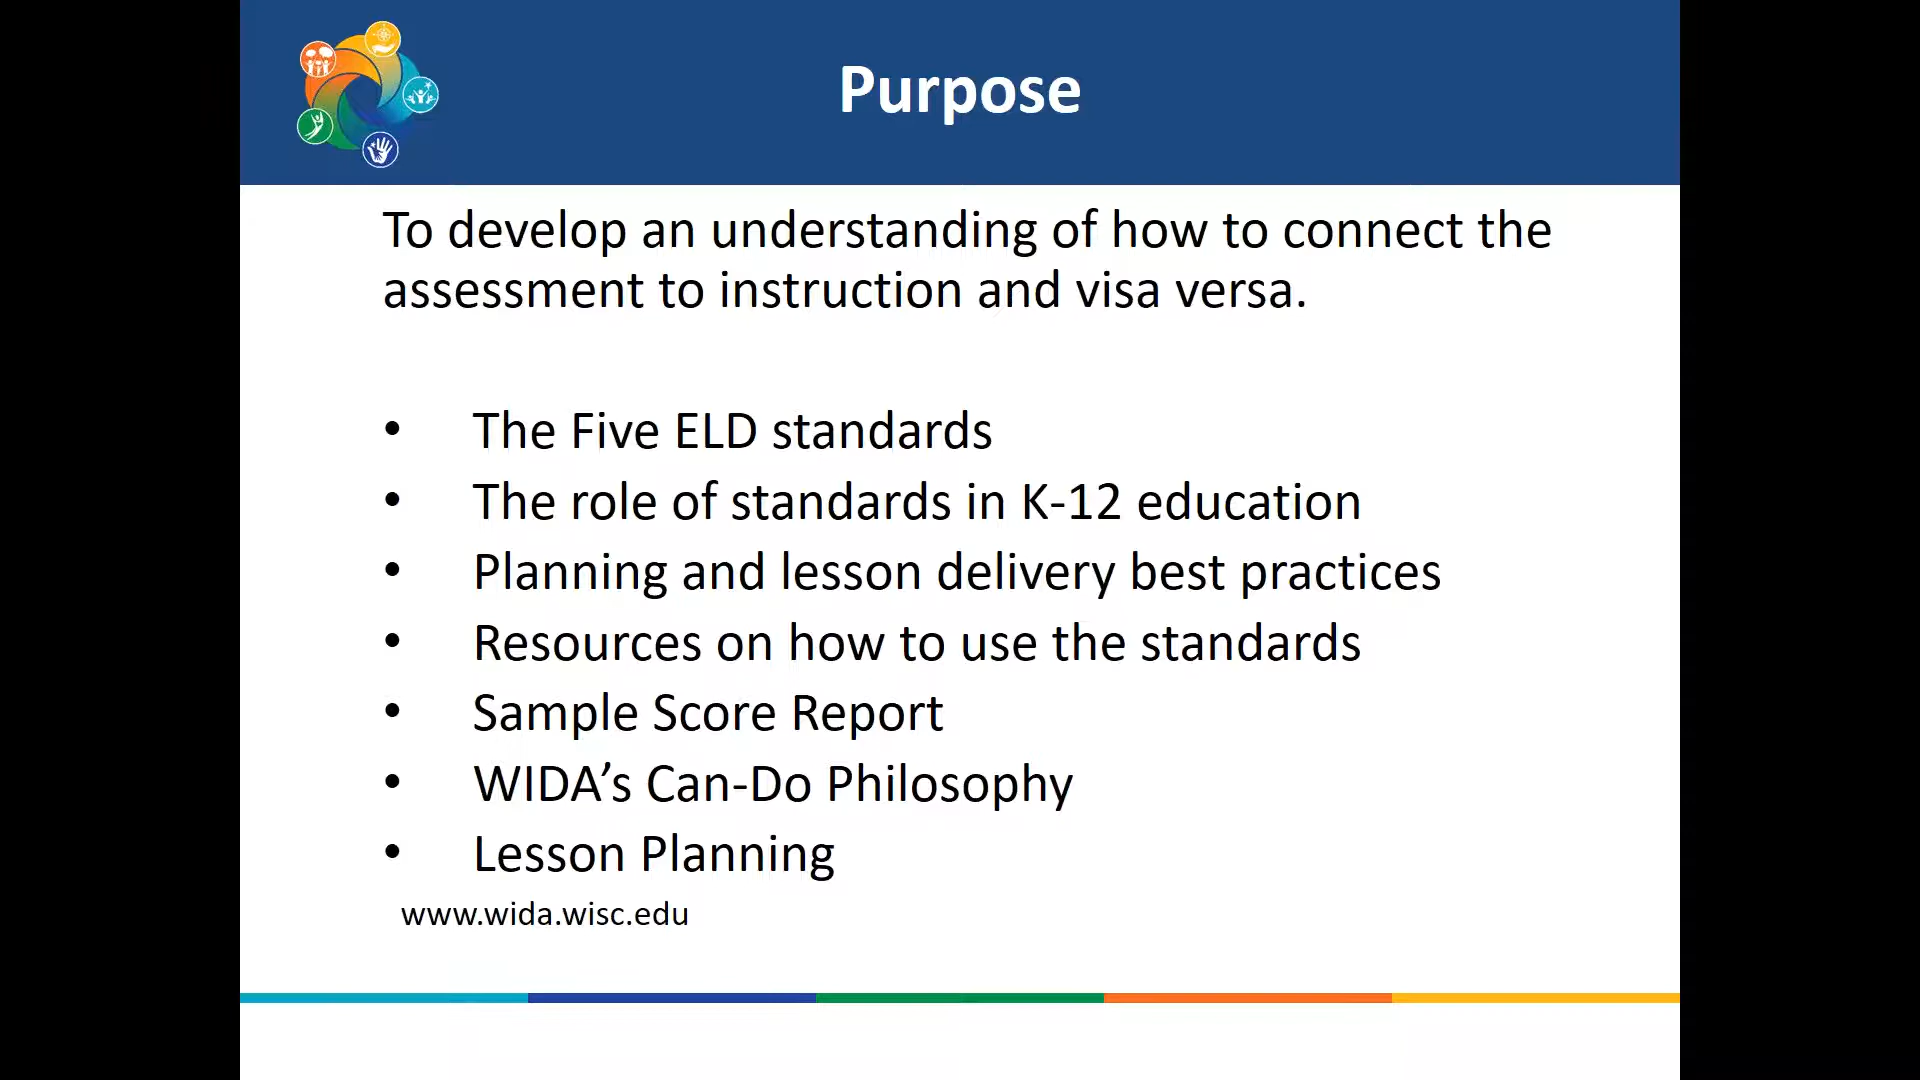 Purpose
To develop an understanding of how to connect the
assessment to instruction and visa versa.
• The Five ELD standards
• The role of standards in K-12 education
• Planning and lesson delivery best practices
• Resources on how to use the standards
• Sample Score Report
• WIDA’s Can-Do Philosophy
• Lesson Planning
www.wida.wisc.edu